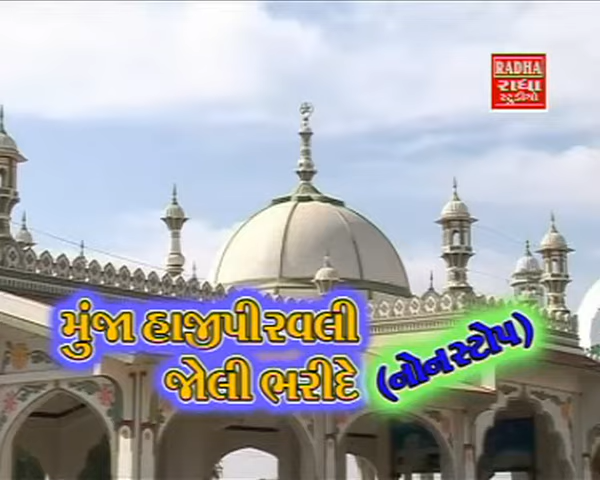 RADHA
રાધા
સ્ટુડીયો
મુંજા હાજીપીરવલી
જોલી ભરીદે
(નોનસ્ટોપ)